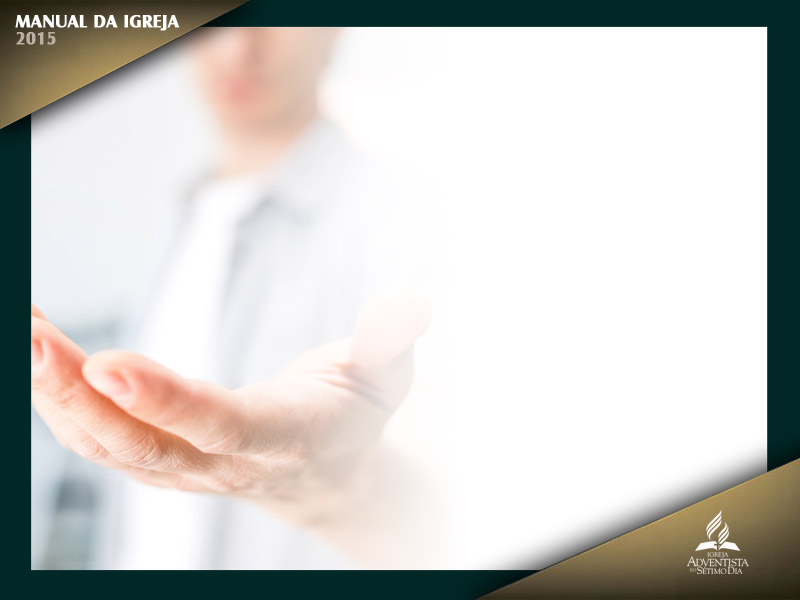 MANUAL DA IGREJA
2015
IGREJA
ADVENTISTA
DO SÉTIMO DIA